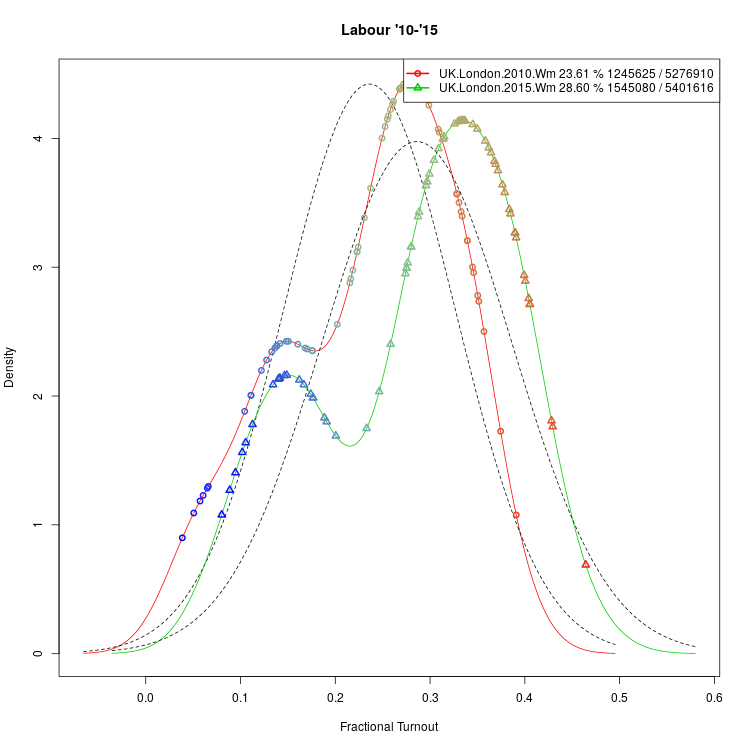 Labour '10-'15
UK.London.2010.Wm 23.61 % 1245625 / 5276910
UK.London.2015.Wm 28.60 % 1545080 / 5401616
Density
4
3
2
1
0
0.0 0.1 0.2 0.3 0.4 0.5 0.6
Fractional Turnout